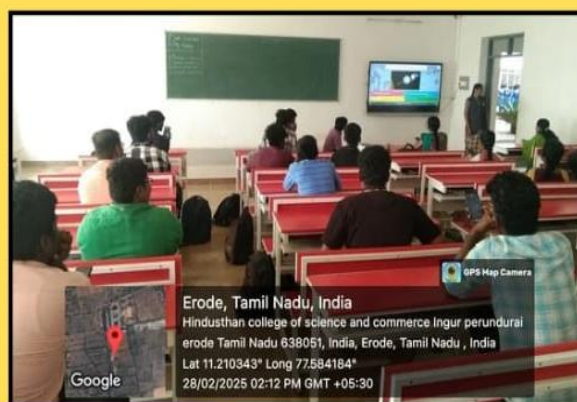 GPS Map Camera
Erode, Tamil Nadu, India
Hindusthan college of science and commerce Ingur perundurai
erode Tamil Nadu 638051, India, Erode, Tamil Nadu , India
Lat 11.210343° Long 77.584184°
28/02/2025 02:12 PM GMT +05:30
Google